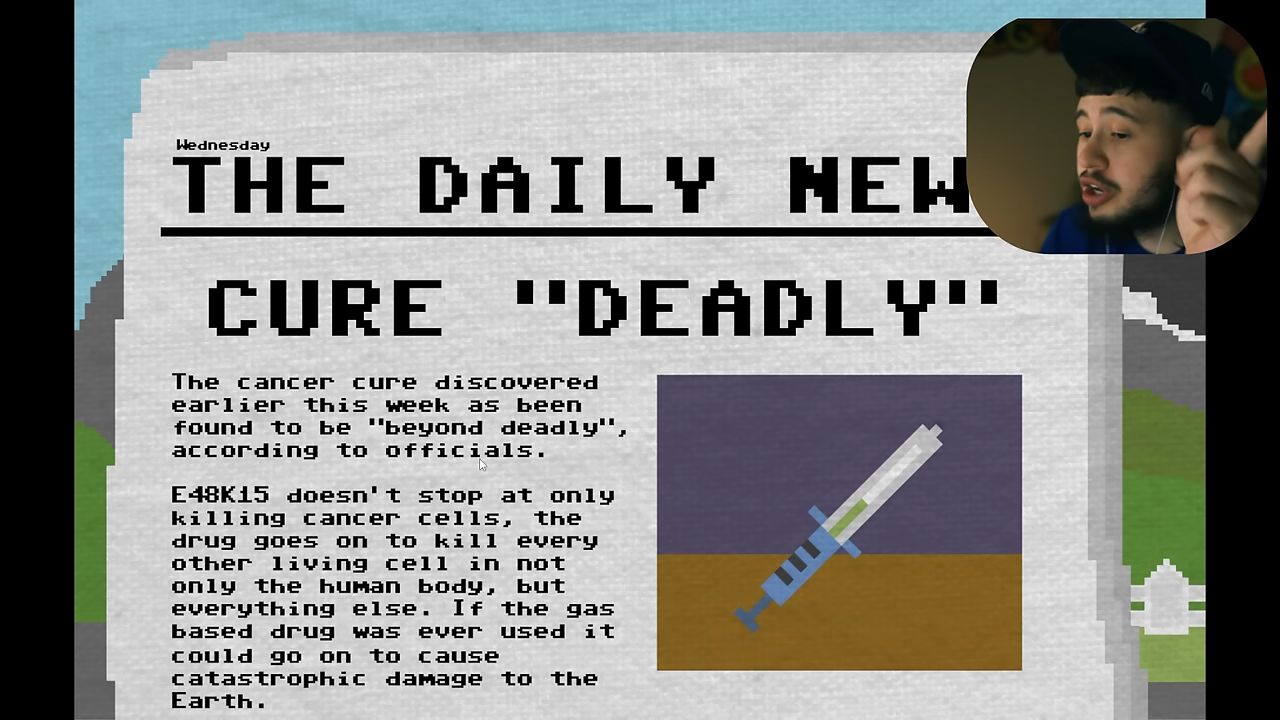 Wednesday
THE DAILY NEW
CURE "DEADLY"
The cancer cure discovered
earlier this week as been
found to be "beyond deadly",
according to officials.
E48K15 doesn't stop at only
killing cancer cells, the
drug goes on to kill every
other living cell in not
only the human body, but
everything else. If the gas
based drug was ever used it
could go on to cause
catastrophic damage to the
Earth.